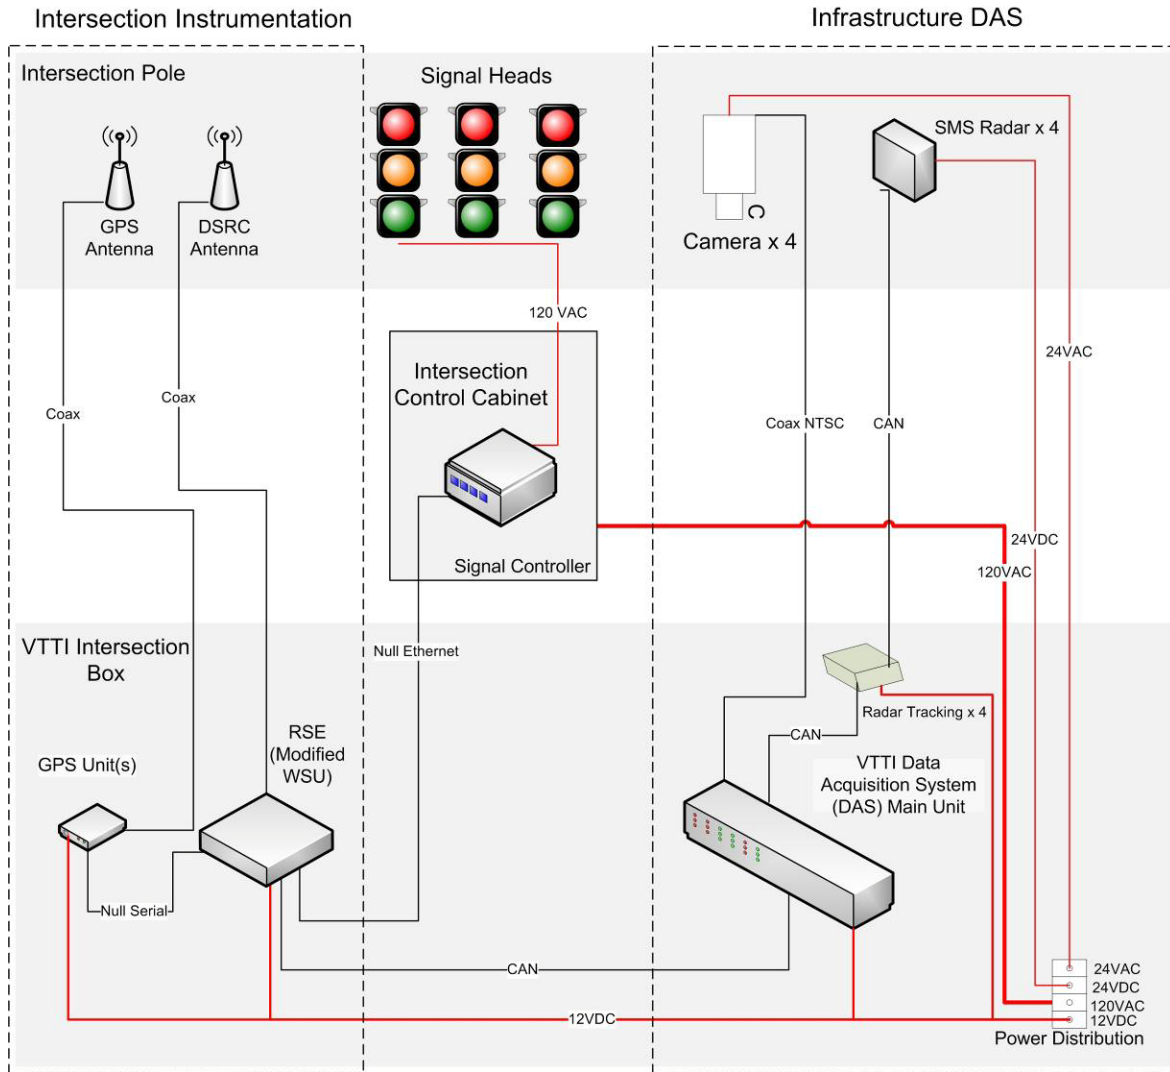 Intersection Instrumentation
Infrastructure DAS
Intersection Pole
Signal Heads
SMS Radar x 4
GPS
Antenna
DSRC
Antenna
C
Camera x 4
120 VAC
24VAC
Intersection
Control Cabinet
Coax
Coax
Coax NTSC
CAN
24VDC
Signal Controller
120VAC
VTTI Intersection
Box
Null Ethernet
Radar Tracking x 4
RSE
(Modified
WSU)
CAN
GPS Unit(s)
VTTI Data
Acquisition System
(DAS) Main Unit
Null Serial
CAN
24VAC
24VDC
120VAC
12VDC
12VDC
Power Distribution